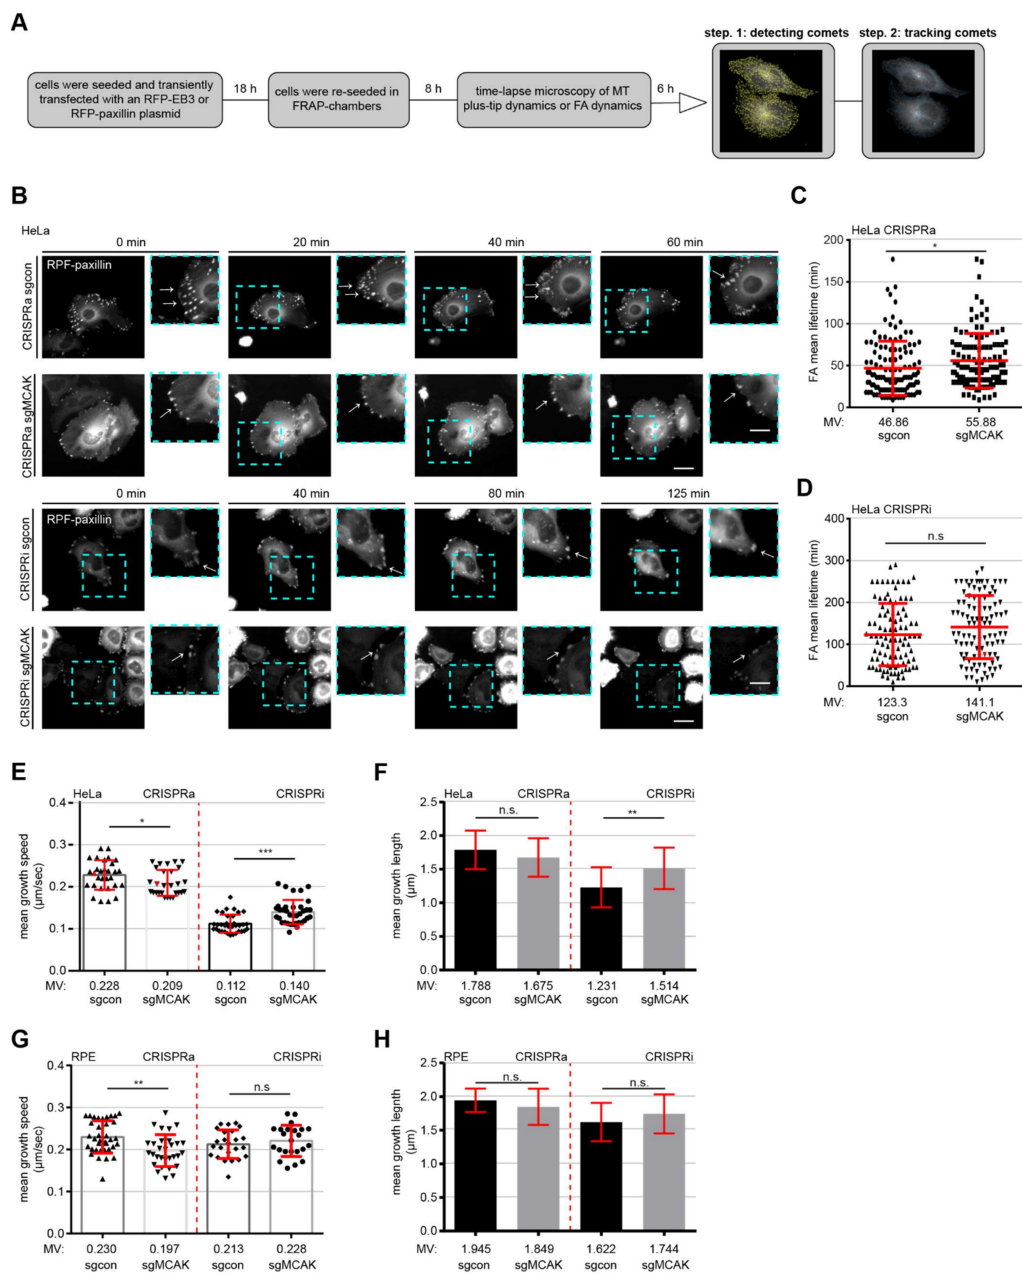 A
step. 1: detecting comets
step. 2: tracking comets
cells were seeded and transiently
transfected with an RFP-EB3 or
RFP-paxillin plasmid
18 h
cells were re-seeded in
FRAP-chambers
8 h
time-lapse microscopy of MT
plus-tip dynamics or FA dynamics
6 h
B
HeLa
0 min
20 min
40 min
60 min
CRISPRa sgcon
RPF-paxillin
CRISPRa sgMCAK
0 min
40 min
80 min
125 min
CRISPRi sgcon
RPF-paxillin
CRISPRi sgMCAK
C
HeLa CRISPRa
FA mean lifetime (min)
200
150
100
50
0
*
MV:
46.86
55.88
sgcon
sgMCAK
D
HeLa CRISPRi
FA mean lifetime (min)
400
300
200
100
0
n.s
MV:
123.3
141.1
sgcon
sgMCAK
E
HeLa
CRISPRa
CRISPRi
mean growth speed
(µm/sec)
0.4
0.3
0.2
0.1
0.0
*
***
MV:
0.228
0.209
0.112
0.140
sgcon
sgMCAK
sgcon
sgMCAK
F
HeLa
CRISPRa
CRISPRi
mean growth length
(µm)
2.5
2.0
1.5
1.0
0.5
0.0
n.s.
**
MV:
1.788
1.675
1.231
1.514
sgcon
sgMCAK
sgcon
sgMCAK
G
RPE
CRISPRa
CRISPRi
mean growth speed
(µm/sec)
0.4
0.3
0.2
0.1
0.0
**
n.s
MV:
0.230
0.197
0.213
0.228
sgcon
sgMCAK
sgcon
sgMCAK
H
RPE
CRISPRa
CRISPRi
mean growth legnth
(µm)
2.5
2.0
1.5
1.0
0.5
0.0
n.s.
n.s.
MV:
1.945
1.849
1.622
1.744
sgcon
sgMCAK
sgcon
sgMCAK